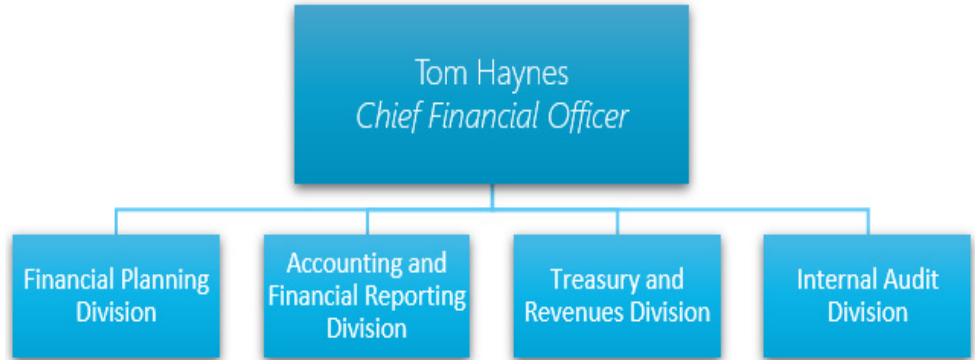 Tom Haynes
Chief Financial Officer
Financial Planning
Division
Accounting and
Financial Reporting
Division
Treasury and
Revenues Division
Internal Audit
Division